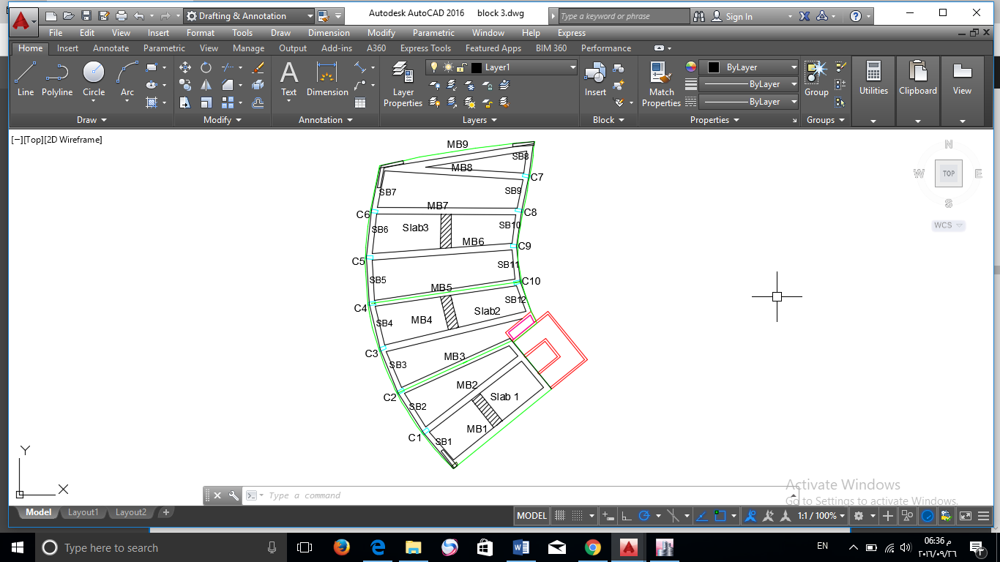 Drafting & Annotation
Autodesk AutoCAD 2016 block 3.dwg
Type a keyword or phrase
Sign In
File Edit View Insert Format Tools Draw Dimension Modify Parametric Window Help Express
Home Insert Annotate Parametric View Manage Output Add-ins A360 Express Tools Featured Apps BIM 360 Performance
Layer1
ByLayer
ByLayer
ByLayer
Line Polyline Circle Arc
Text Dimension
Layer Properties
Insert
Match Properties
Group
Utilities
Clipboard
View
Draw Modify Annotation Layers Block Properties Groups
[−][Top][2D Wireframe]
MB9
SB8
MB8
C7
SB7
SB9
MB7
C6
C8
SB6
Slab3
SB10
MB6
C9
C5
SB11
SB5
C10
MB5
SB12
C4
Slab2
SB4
MB4
C3
MB3
SB3
MB2
C2
Slab 1
SB2
MB1
C1
SB1
N
W
TOP
E
S
WCS
Y
X
Type a command
Activate Windows
Go to Settings to activate Windows.
Model Layout1 Layout2 +
MODEL
1:1 / 100%
Type here to search
EN
06:36 م
٢٠١٦/٠٩/٢٦